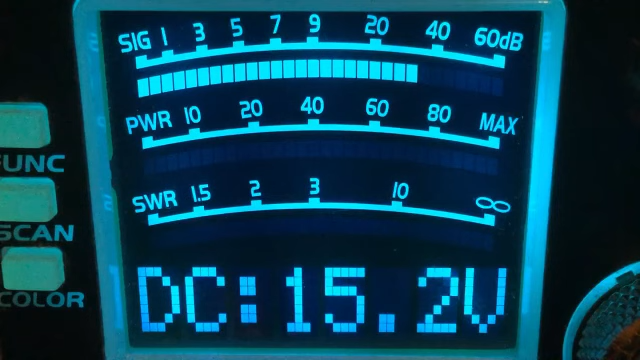 SIG 1 3 5 7 9 20 40 60dB
PWR 10 20 40 60 80 MAX
FUNC
SWR 1.5 2 3 10 ∞
SCAN
COLOR
DC:15.2V